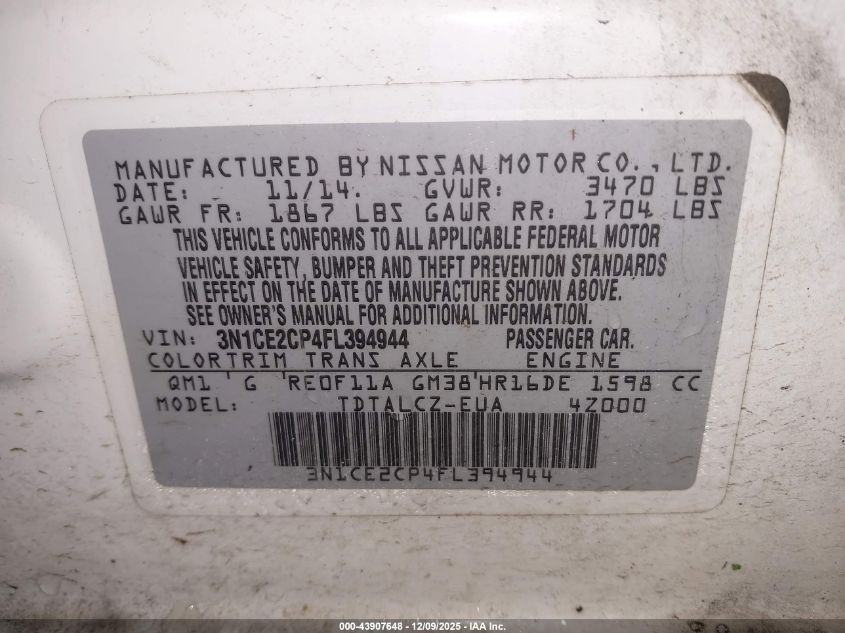 MANUFACTURED BY NISSAN MOTOR CO., LTD.
DATE: 11/14. GVWR: 3470 LBS
GAWR FR: 1867 LBS GAWR RR: 1704 LBS
THIS VEHICLE CONFORMS TO ALL APPLICABLE FEDERAL MOTOR
VEHICLE SAFETY, BUMPER AND THEFT PREVENTION STANDARDS
IN EFFECT ON THE DATE OF MANUFACTURE SHOWN ABOVE.
SEE OWNER'S MANUAL FOR ADDITIONAL INFORMATION.
VIN: 3N1CE2CP4FL394944 PASSENGER CAR.
COLORTRIM TRANS AXLE ENGINE
QM1 ' G 'RE0F11A GM38'HR16DE 1598 CC
MODEL: TDTALCZ-EUA 4Z000
3N1CE2CP4FL394944
000-43907648 - 12/09/2025 - IAA Inc.